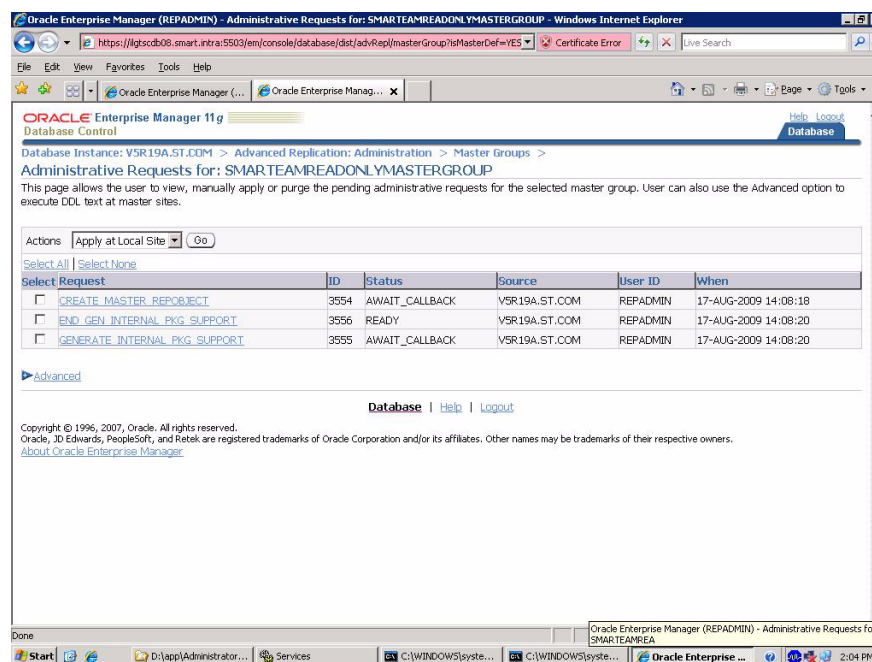 Oracle Enterprise Manager (REPADMIN) - Administrative Requests for: SMARTEAMREADONLYMASTERGROUP - Windows Internet Explorer
https://ilgtscdb08.smart.intra:5503/em/console/database/dist/advRepl/masterGroup?isMasterDef=YES Certificate Error Live Search
File Edit View Favorites Tools Help
Oracle Enterprise Manager (... Oracle Enterprise Manag... Page Tools
ORACLE Enterprise Manager 11g
Database Control
Help Logout
Database
Database Instance: V5R19A.ST.COM > Advanced Replication: Administration > Master Groups >
Administrative Requests for: SMARTEAMREADONLYMASTERGROUP
This page allows the user to view, manually apply or purge the pending administrative requests for the selected master group. User can also use the Advanced option to
execute DDL text at master sites.
Actions Apply at Local Site Go
Select All | Select None
Select Request ID Status Source User ID When
CREATE MASTER REPOBJECT 3554 AWAIT_CALLBACK V5R19A.ST.COM REPADMIN 17-AUG-2009 14:08:18
END GEN INTERNAL PKG SUPPORT 3556 READY V5R19A.ST.COM REPADMIN 17-AUG-2009 14:08:20
GENERATE INTERNAL PKG SUPPORT 3555 AWAIT_CALLBACK V5R19A.ST.COM REPADMIN 17-AUG-2009 14:08:20
Advanced
Database | Help | Logout
Copyright © 1996, 2007, Oracle. All rights reserved.
Oracle, JD Edwards, PeopleSoft, and Retek are registered trademarks of Oracle Corporation and/or its affiliates. Other names may be trademarks of their respective owners.
About Oracle Enterprise Manager
Done
Oracle Enterprise Manager (REPADMIN) - Administrative Requests fo
SMARTEAMREA
Start D:\app\Administrator... Services C:\WINDOWS\syste... C:\WINDOWS\syste... Oracle Enterprise ... 2:04 PM